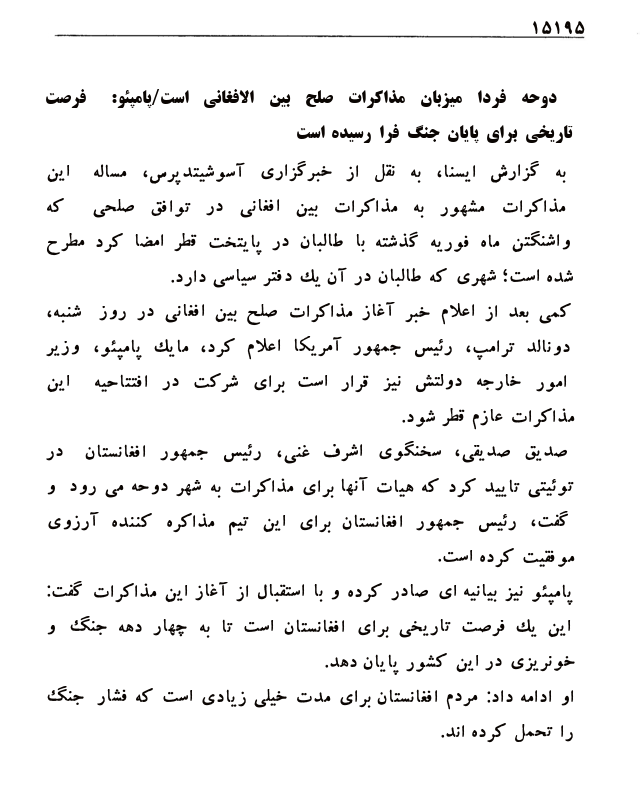 ۱۵۱۹۵
دوحه فردا میزبان مذاکرات صلح بین الافغانی است/پامپئو: فرصت
تاریخی برای پایان جنگ فرا رسیده است
به گزارش ایسنا، به نقل از خبرگزاری آسوشیتدپرس، مساله این
مذاکرات مشهور به مذاکرات بین افغانی در توافق صلحی که
واشنگتن ماه فوریه گذشته با طالبان در پایتخت قطر امضا کرد مطرح
شده است؛ شهری که طالبان در آن یك دفتر سیاسی دارد.
کمی بعد از اعلام خبر آغاز مذاکرات صلح بین افغانی در روز شنبه،
دونالد ترامپ، رئیس جمهور آمریکا اعلام کرد، مایك پامپئو، وزیر
امور خارجه دولتش نیز قرار است برای شرکت در افتتاحیه این
مذاکرات عازم قطر شود.
صدیق صدیقی، سخنگوی اشرف غنی، رئیس جمهور افغانستان در
توئیتی تایید کرد که هیات آنها برای مذاکرات به شهر دوحه می رود و
گفت، رئیس جمهور افغانستان برای این تیم مذاکره کننده آرزوی
موفقیت کرده است.
پامپئو نیز بیانیه ای صادر کرده و با استقبال از آغاز این مذاکرات گفت:
این یك فرصت تاریخی برای افغانستان است تا به چهار دهه جنگ و
خونریزی در این کشور پایان دهد.
او ادامه داد: مردم افغانستان برای مدت خیلی زیادی است که فشار جنگ
را تحمل کرده اند.